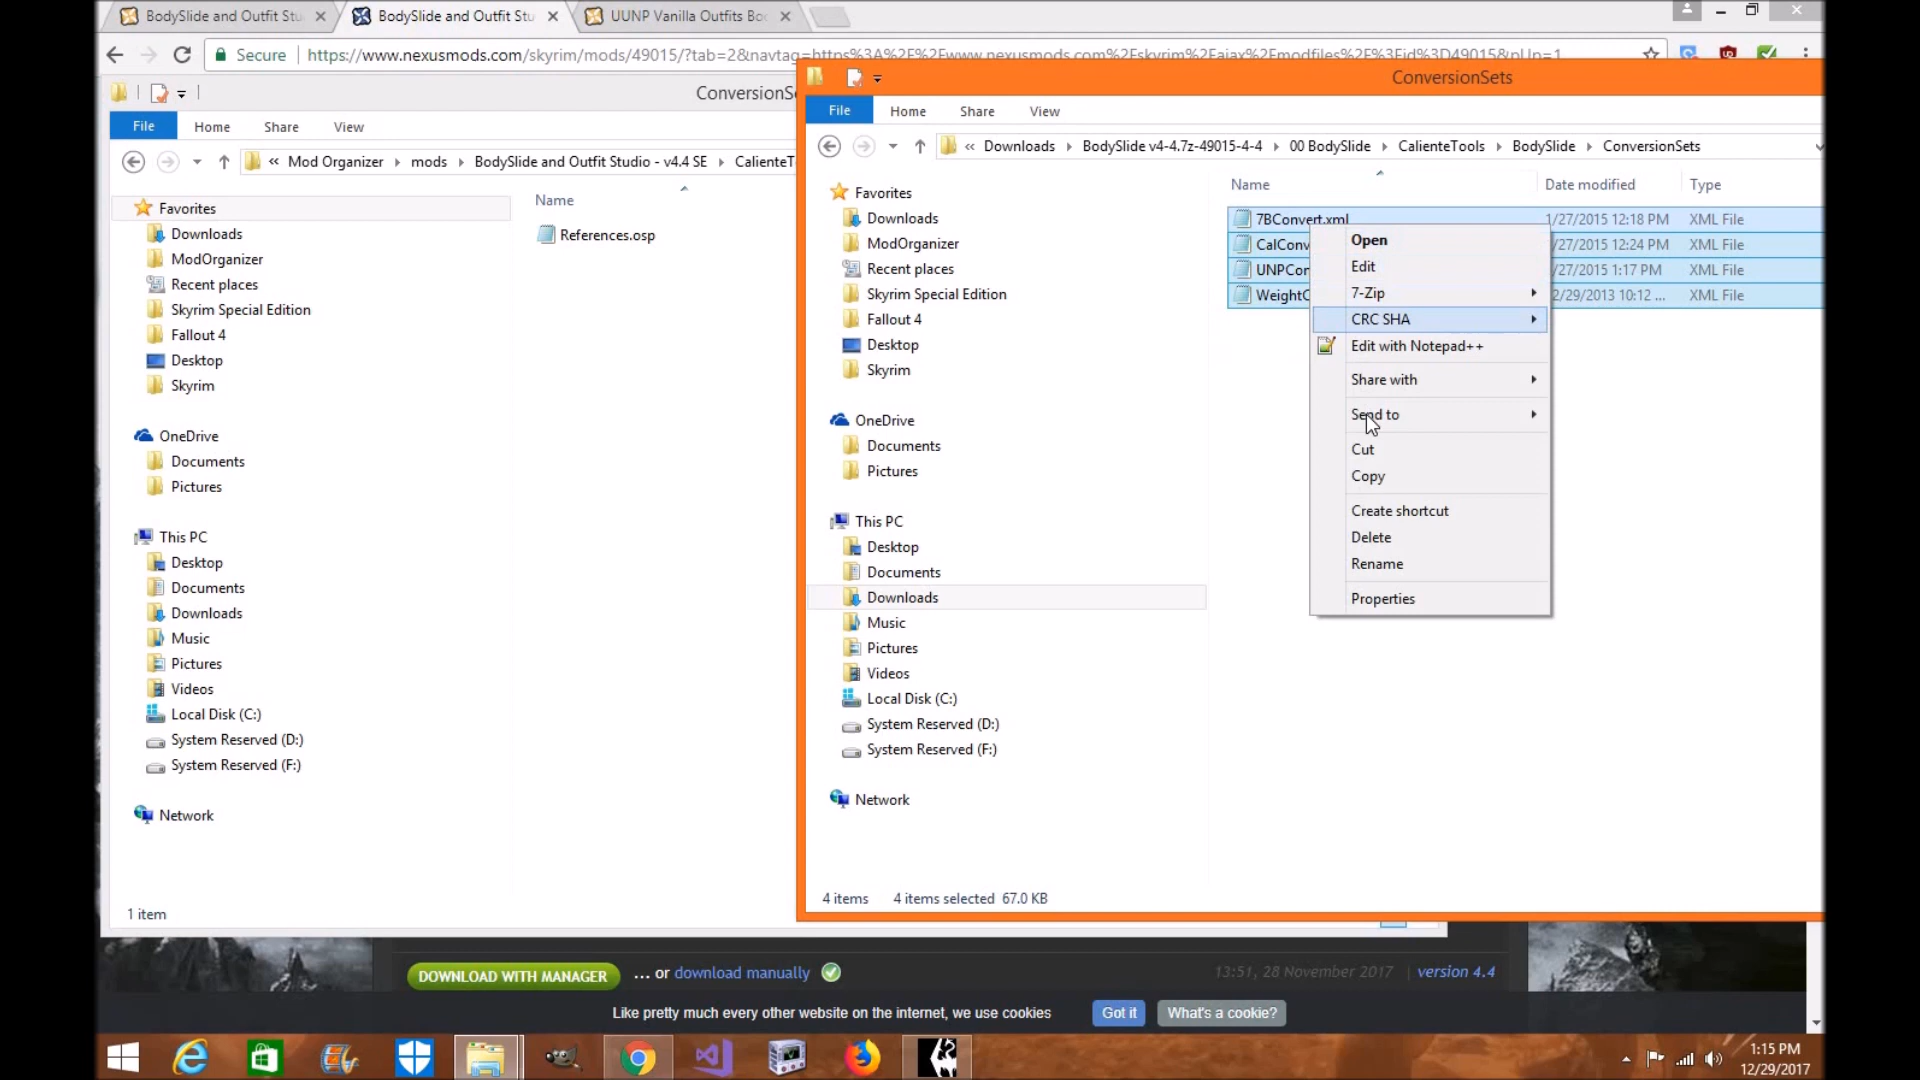 BodySlide and Outfit Stu
BodySlide and Outfit Stu
UUNP Vanilla Outfits Bo
Secure
https://www.nexusmods.com/skyrim/mods/49015/?tab=2&navtag=https%3A%2F%2Fwww.nexusmods.com%2Fskyrim%2Fajax%2Fmodfiles%2F%3Fid%3D49015&pUp=1
ConversionS
File
Home
Share
View
« Mod Organizer
mods
BodySlide and Outfit Studio - v4.4 SE
CalienteT
Name
References.osp
Favorites
Downloads
ModOrganizer
Recent places
Skyrim Special Edition
Fallout 4
Desktop
Skyrim
OneDrive
Documents
Pictures
This PC
Desktop
Documents
Downloads
Music
Pictures
Videos
Local Disk (C:)
System Reserved (D:)
System Reserved (F:)
Network
1 item
ConversionSets
File
Home
Share
View
« Downloads
BodySlide v4-4.7z-49015-4-4
00 BodySlide
CalienteTools
BodySlide
ConversionSets
Name
Date modified
Type
7BConvert.xml
1/27/2015 12:18 PM
XML File
CalConv
/27/2015 12:24 PM
XML File
UNPCon
/27/2015 1:17 PM
XML File
WeightC
2/29/2013 10:12 ...
XML File
Favorites
Downloads
ModOrganizer
Recent places
Skyrim Special Edition
Fallout 4
Desktop
Skyrim
OneDrive
Documents
Pictures
This PC
Desktop
Documents
Downloads
Music
Pictures
Videos
Local Disk (C:)
System Reserved (D:)
System Reserved (F:)
Network
4 items
4 items selected 67.0 KB
Open
Edit
7-Zip
CRC SHA
Edit with Notepad++
Share with
Send to
Cut
Copy
Create shortcut
Delete
Rename
Properties
DOWNLOAD WITH MANAGER
... or download manually
13:51, 28 November 2017
version 4.4
Like pretty much every other website on the internet, we use cookies
Got it
What's a cookie?
1:15 PM
12/29/2017